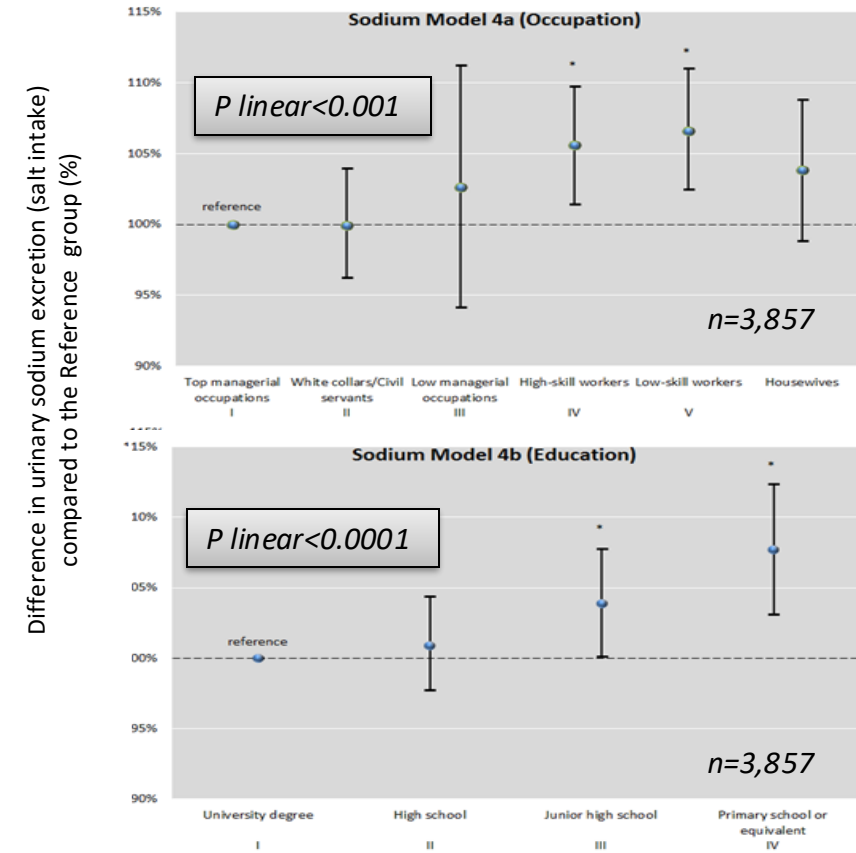 Difference in urinary sodium excretion (salt intake)
compared to the Reference group (%)
Sodium Model 4a (Occupation)
115%
110%
105%
100%
95%
90%
P linear<0.001
reference
*
*
n=3,857
Top managerial occupations
White collars/Civil servants
Low managerial occupations
High-skill workers
Low-skill workers
Housewives
I
II
III
IV
V
Sodium Model 4b (Education)
15%
10%
05%
00%
95%
90%
P linear<0.0001
reference
*
*
n=3,857
University degree
High school
Junior high school
Primary school or equivalent
I
II
III
IV